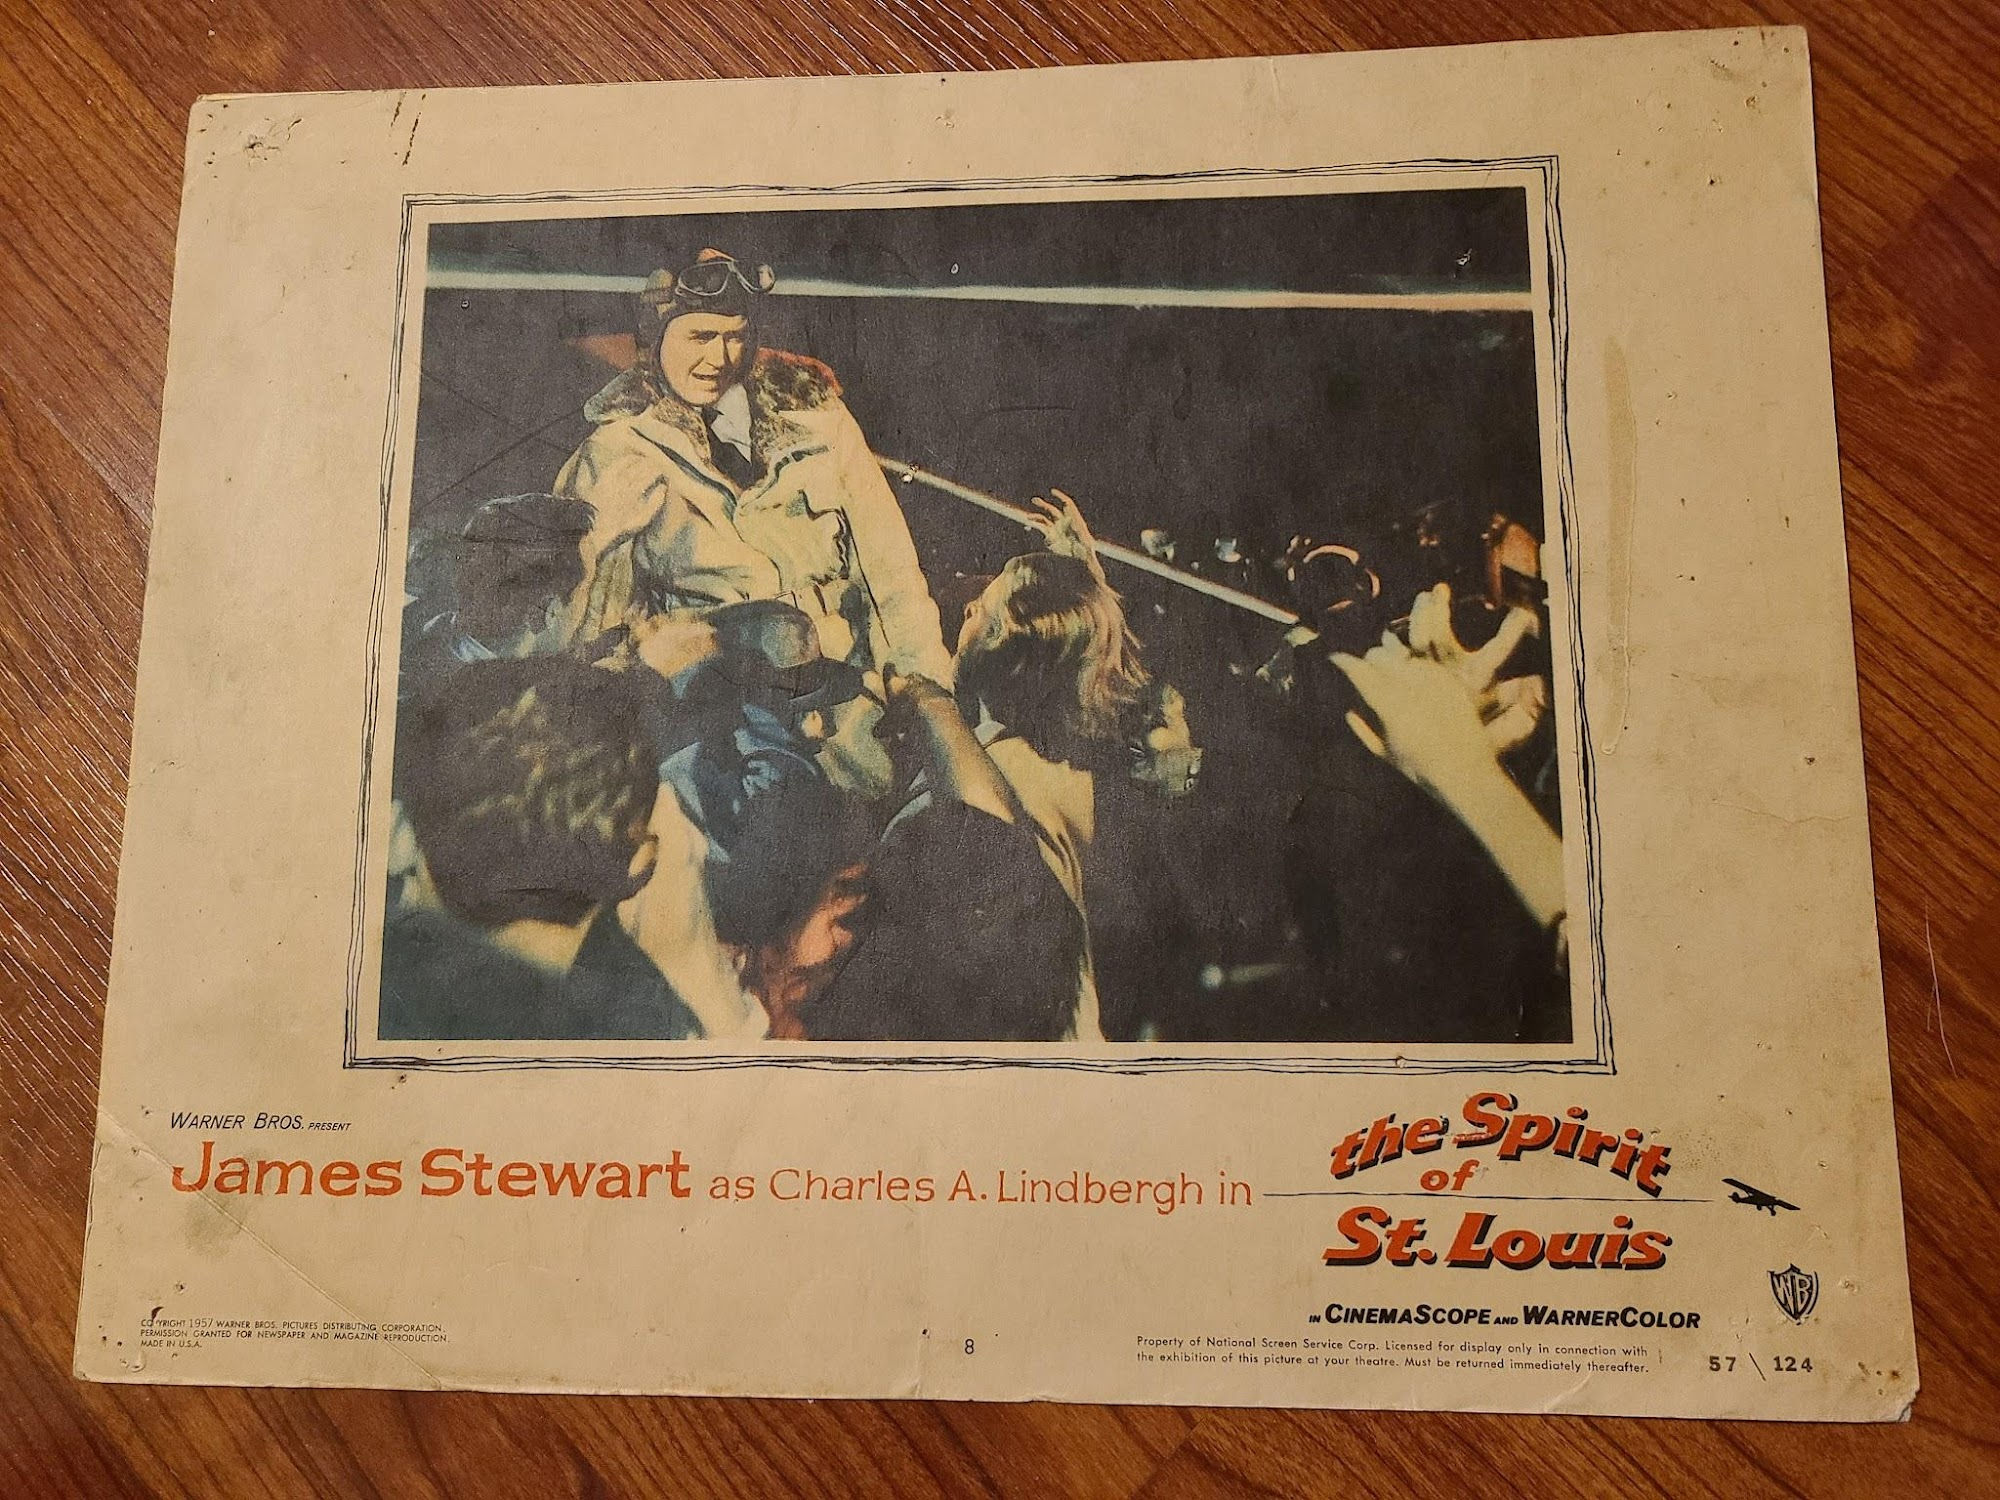 WARNER BROS. PRESENT
James Stewart as Charles A. Lindbergh in
the Spirit
of
St. Louis
IN CINEMASCOPE AND WARNERCOLOR
WB
COPYRIGHT 1957 WARNER BROS. PICTURES DISTRIBUTING CORPORATION.
PERMISSION GRANTED FOR NEWSPAPER AND MAGAZINE REPRODUCTION.
MADE IN U.S.A.
8
Property of National Screen Service Corp. Licensed for display only in connection with
the exhibition of this picture at your theatre. Must be returned immediately thereafter.
57 \ 124